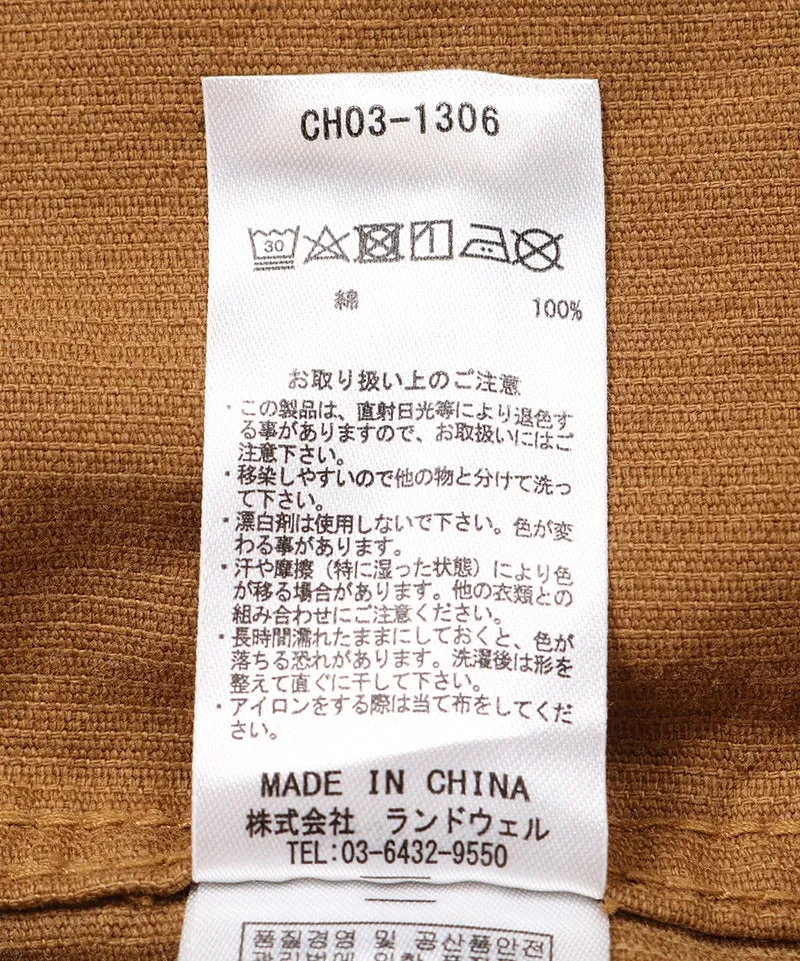 CH03-1306
30
綿 100%
お取り扱い上のご注意
・この製品は、直射日光等により退色す
る事がありますので、お取扱いにはご
注意下さい。
・移染しやすいので他の物と分けて洗っ
て下さい。
・漂白剤は使用しないで下さい。色が変
わる事があります。
・汗や摩擦（特に湿った状態）により色
が移る場合があります。他の衣類との
組み合わせにご注意ください。
・長時間濡れたままにしておくと、色が
落ちる恐れがあります。洗濯後は形を
整えて直ぐに干して下さい。
・アイロンをする際は当て布をしてくだ
さい。
MADE IN CHINA
株式会社 ランドウェル
TEL:03-6432-9550
품질경영 및 공산품안전